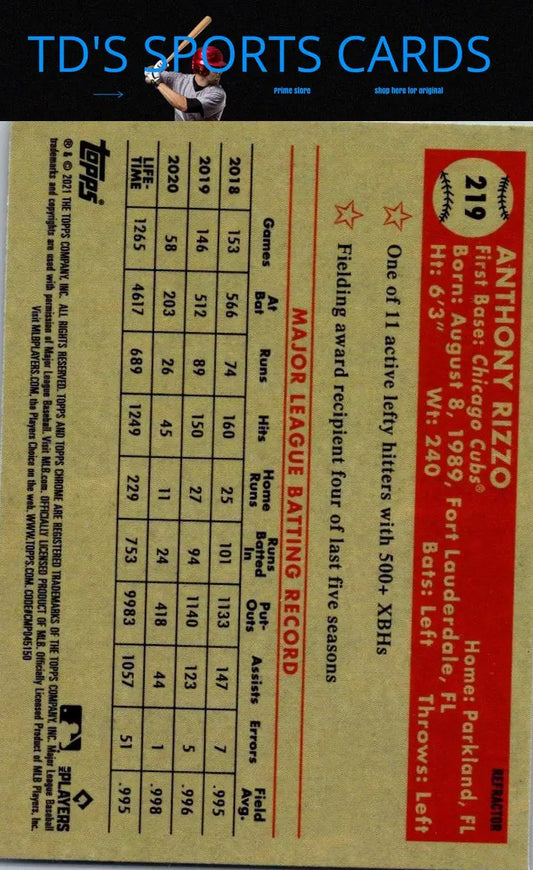 TD'S SPORTS CARDS
Prime store
shop here for original
219
REFRACTOR
ANTHONY RIZZO
First Base: Chicago Cubs® Home: Parkland, FL
Born: August 8, 1989, Fort Lauderdale, FL
Ht: 6'3" Wt: 240 Bats: Left Throws: Left
One of 11 active lefty hitters with 500+ XBHs
Fielding award recipient four of last five seasons
MAJOR LEAGUE BATTING RECORD
Games At Bat Runs Hits Home Runs Runs Batted In Put-Outs Assists Errors Field Avg.
2018 153 566 74 160 25 101 1133 147 7 .995
2019 146 512 89 150 27 94 1140 123 5 .996
2020 58 203 26 45 11 24 418 44 1 .998
LIFE-TIME 1265 4617 689 1249 229 753 9983 1057 51 .995
topps®
MLB PLAYERS
® & © 2021 THE TOPPS COMPANY, INC. ALL RIGHTS RESERVED. TOPPS AND TOPPS CHROME ARE REGISTERED TRADEMARKS OF THE TOPPS COMPANY, INC. Major League Baseball
trademarks and copyrights are used with permission of Major League Baseball. Visit MLB.com OFFICIALLY LICENSED PRODUCT OF MLB. Officially Licensed Product of MLB Players, Inc.
Visit MLBPLAYERS.COM, the Players Choice on the web. WWW.TOPPS.COM. CODE#CMP045150